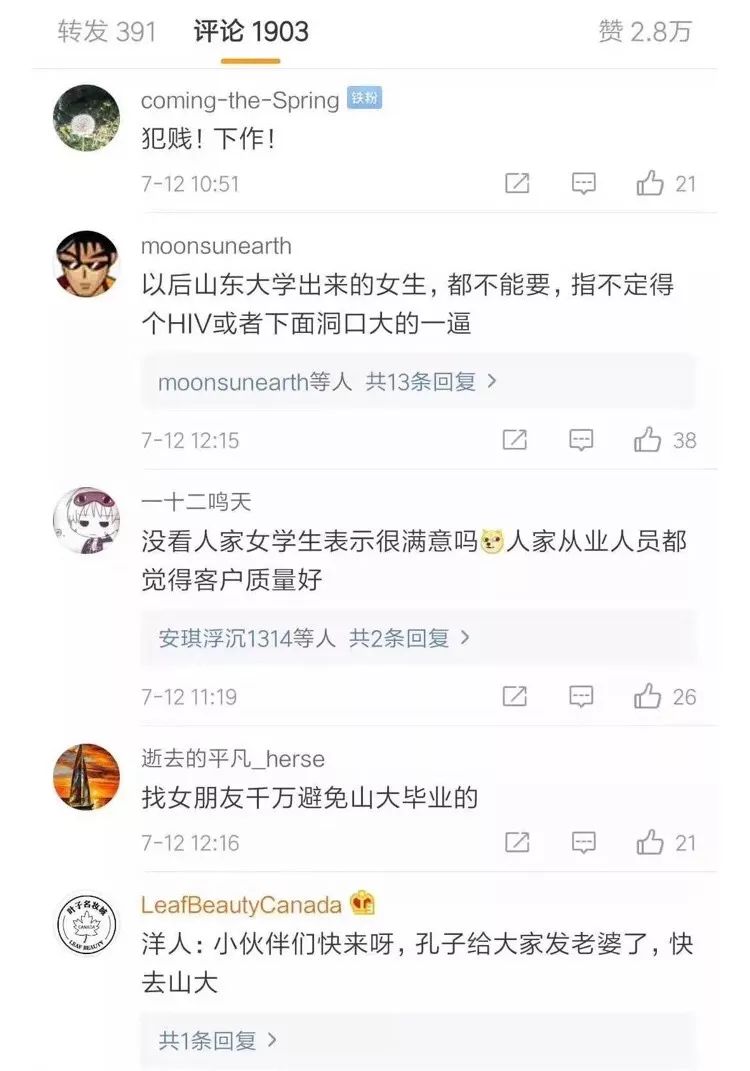 转发 391 评论 1903 赞 2.8万
coming-the-Spring 铁粉
犯贱！下作！
7-12 10:51 21
moonsunearth
以后山东大学出来的女生，都不能要，指不定得
个HIV或者下面洞口大的一逼
moonsunearth等人 共13条回复 >
7-12 12:15 38
一十二鸣天
没看人家女学生表示很满意吗人家从业人员都
觉得客户质量好
安琪浮沉1314等人 共2条回复 >
7-12 11:19 26
逝去的平凡_herse
找女朋友千万避免山大毕业的
7-12 12:16 21
叶子名妆城
CANADA
LEAF BEAUTY
LeafBeautyCanada
洋人：小伙伴们快来呀，孔子给大家发老婆了，快
去山大
共1条回复 >